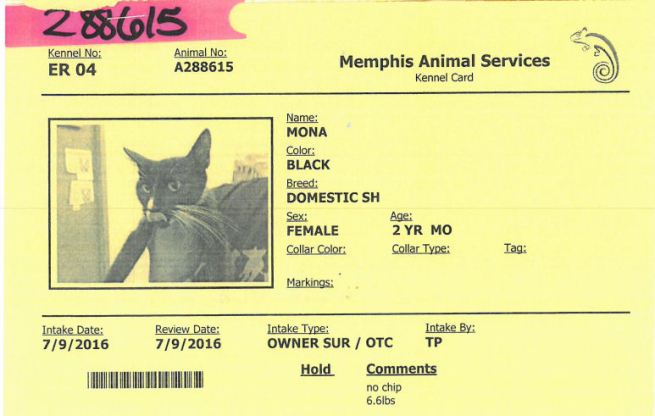 288615
Kennel No: Animal No:
ER 04 A288615
Memphis Animal Services
Kennel Card
Name:
MONA
Color:
BLACK
Breed:
DOMESTIC SH
Sex: Age:
FEMALE 2 YR MO
Collar Color: Collar Type: Tag:
Markings:
Intake Date: Review Date: Intake Type: Intake By:
7/9/2016 7/9/2016 OWNER SUR / OTC TP
Hold Comments
no chip
6.6lbs